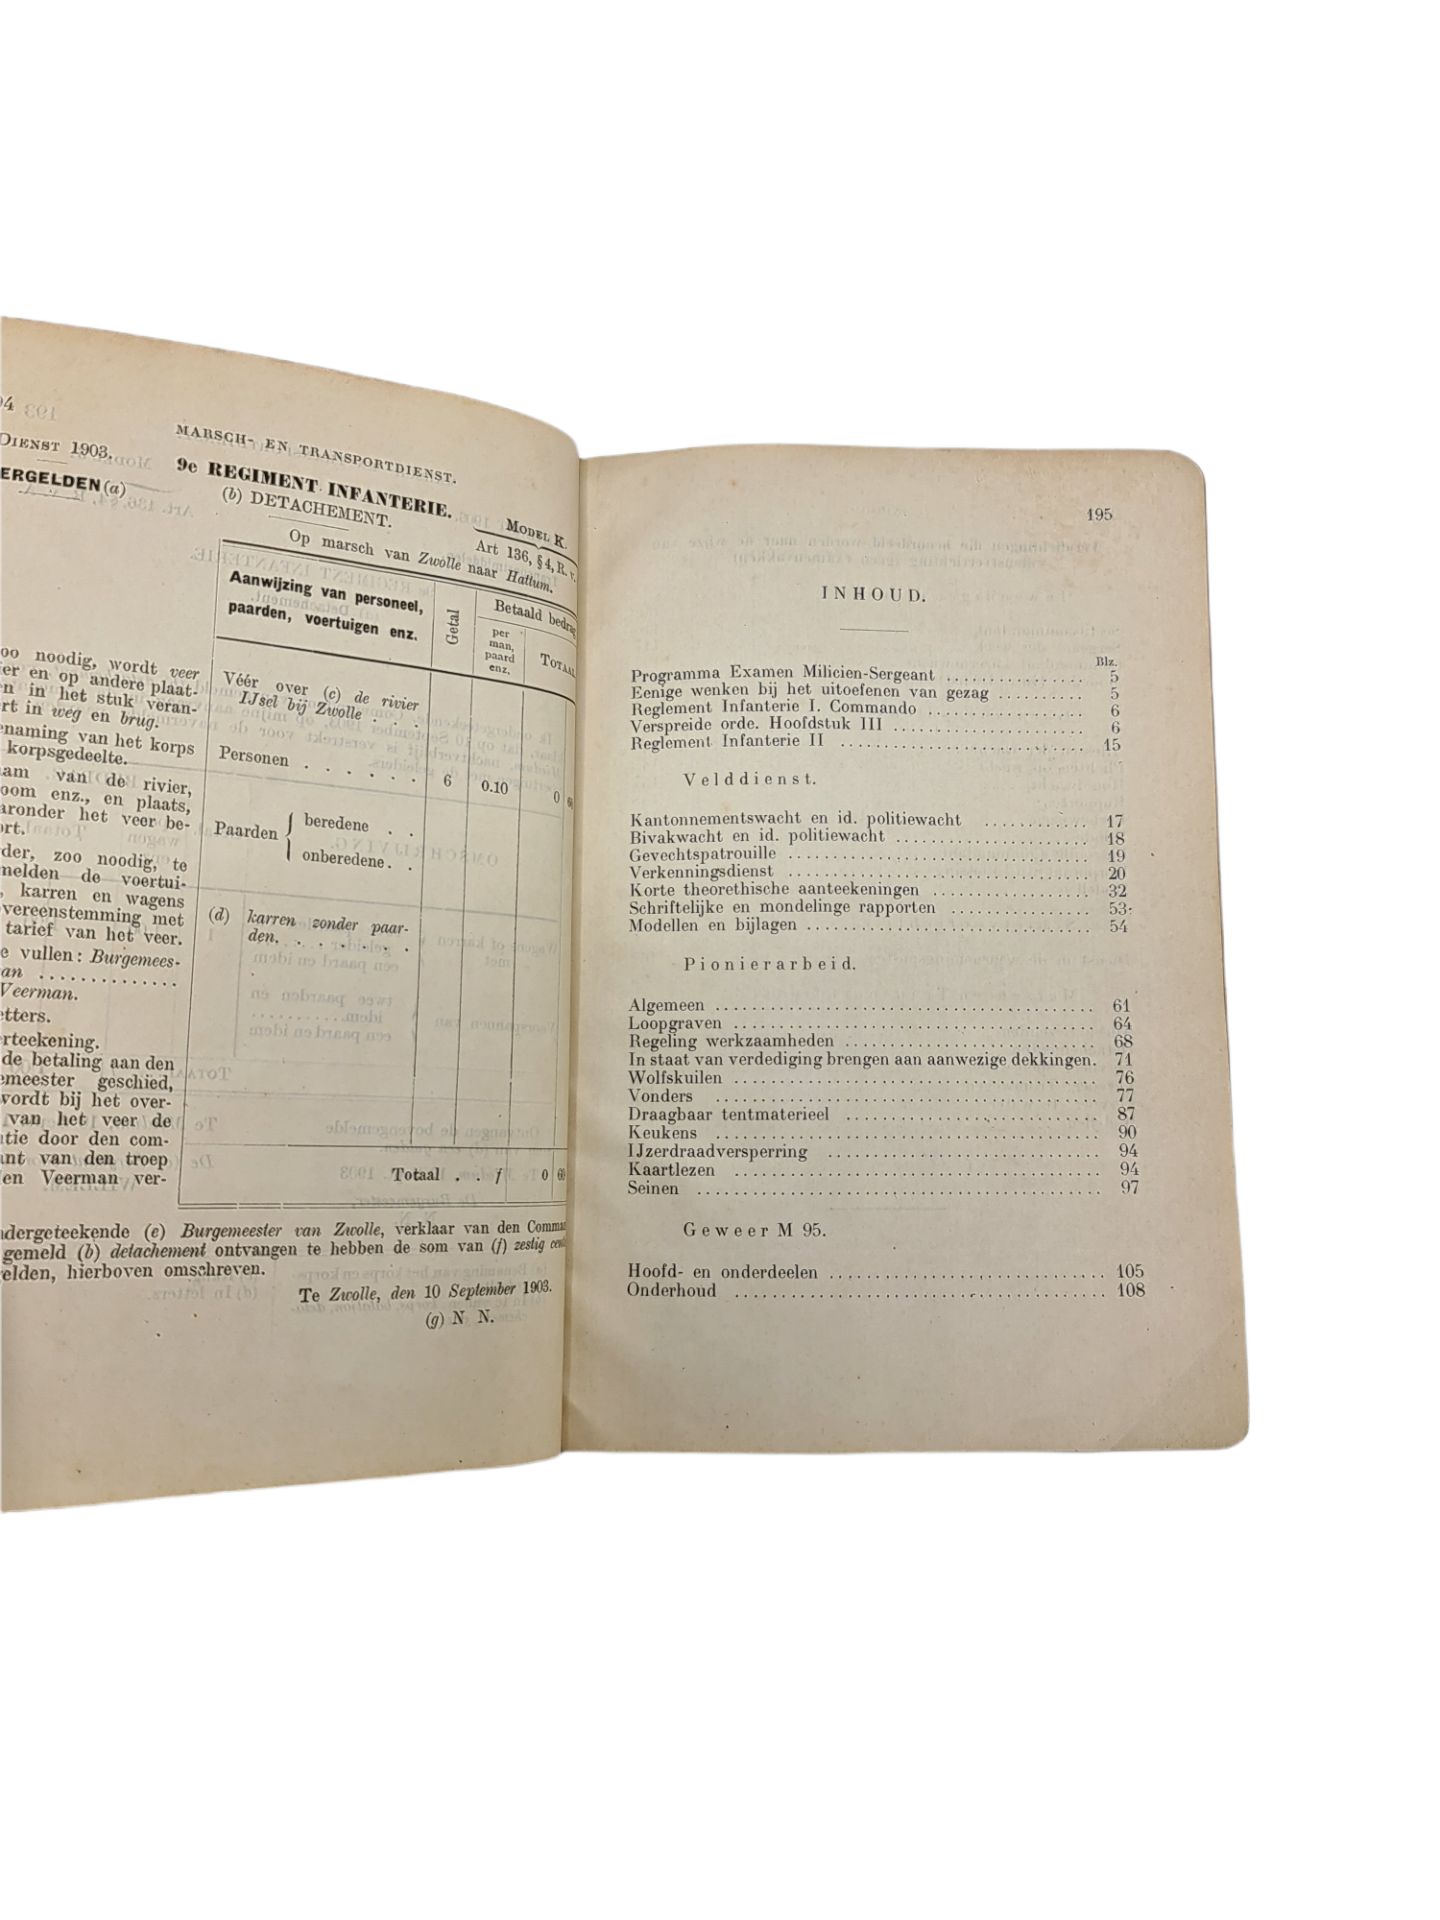 94
DIENST 1903.
ERGELDEN (a)
oo noodig, wordt veer
er en op andere plaat-
en in het stuk veran-
ert in weg en brug.
enaming van het korps
korpsgedeelte.
am van de rivier,
oom enz., en plaats,
aronder het veer be-
ort.
der, zoo noodig, te
melden de voertui-
, karren en wagens
vereenstemming met
tarief van het veer.
e vullen: Burgemees-
an ..............
Veerman.
etters.
erteekening.
de betaling aan den
emeester geschied,
wordt bij het over-
van het veer de
tie door den com-
ant van den troep
en Veerman ver-
MARSCH- EN TRANSPORTDIENST.
9e REGIMENT INFANTERIE.
(b) DETACHEMENT.
MODEL K.
Art 136, § 4, R. v.
Op marsch van Zwolle naar Hattum.
Aanwijzing van personeel, paarden, voertuigen enz.
Getal
Betaald bedrag
per man, paard enz.
TOTAAL
Véér over (c) de rivier
IJsel bij Zwolle . . .
Personen . . . . . . 6 0.10 0 60
Paarden { beredene . .
onberedene . .
(d) karren zonder paar-
den. . . . . . .
Totaal . . f 0 60
ndergeteekende (e) Burgemeester van Zwolle, verklaar van den Comma
gemeld (b) detachement ontvangen te hebben de som van (f) zestig cent
elden, hierboven omschreven.
Te Zwolle, den 10 September 1903.
(g) N N.
195
INHOUD.
Blz.
Programma Examen Milicien-Sergeant ............... 5
Eenige wenken bij het uitoefenen van gezag .......... 5
Reglement Infanterie I. Commando ................. 6
Verspreide orde. Hoofdstuk III ..................... 6
Reglement Infanterie II .......................... 15
Velddienst.
Kantonnementswacht en id. politiewacht ............ 17
Bivakwacht en id. politiewacht ...................... 18
Gevechtspatrouille ................................. 19
Verkenningsdienst ................................. 20
Korte theorethische aanteekeningen ................. 32
Schriftelijke en mondelinge rapporten ................ 53
Modellen en bijlagen ............................... 54
Pionierarbeid.
Algemeen .......................................... 61
Loopgraven ........................................ 64
Regeling werkzaamheden ............................ 68
In staat van verdediging brengen aan aanwezige dekkingen. 71
Wolfskuilen ........................................ 76
Vonders .......................................... 77
Draagbaar tentmaterieel ............................ 87
Keukens .......................................... 90
IJzerdraadversperring .............................. 94
Kaartlezen ........................................ 94
Seinen ............................................ 97
Geweer M 95.
Hoofd- en onderdeelen .............................. 105
Onderhoud ........................................ 108